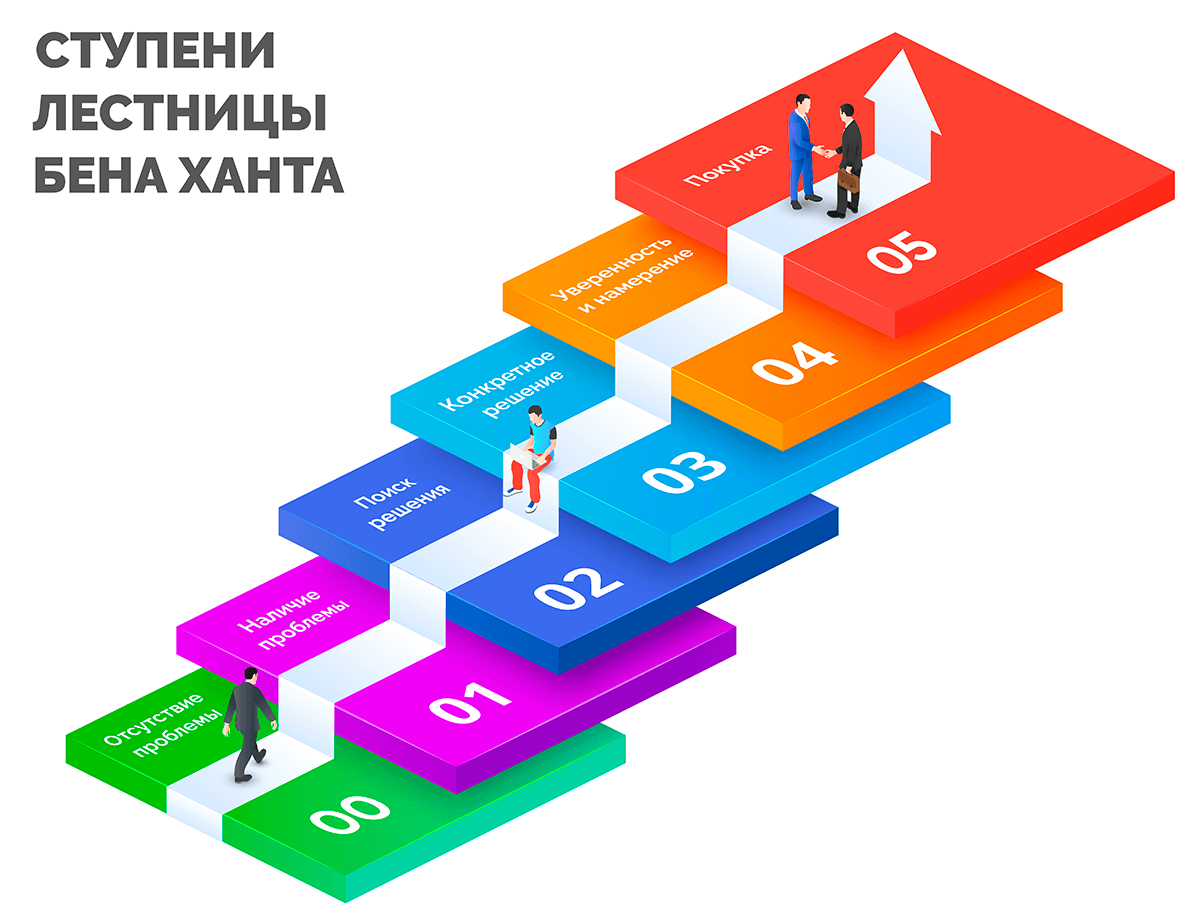 СТУПЕНИ
ЛЕСТНИЦЫ
БЕНА ХАНТА
Покупка
05
Уверенность
и намерение
04
Конкретное
решение
03
Поиск
решения
02
Наличие
проблемы
01
Отсутствие
проблемы
00